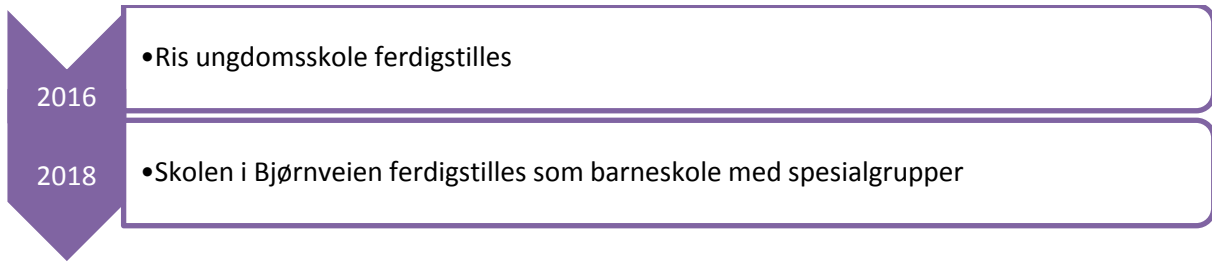 2016
•Ris ungdomsskole ferdigstilles
2018
•Skolen i Bjørnveien ferdigstilles som barneskole med spesialgrupper